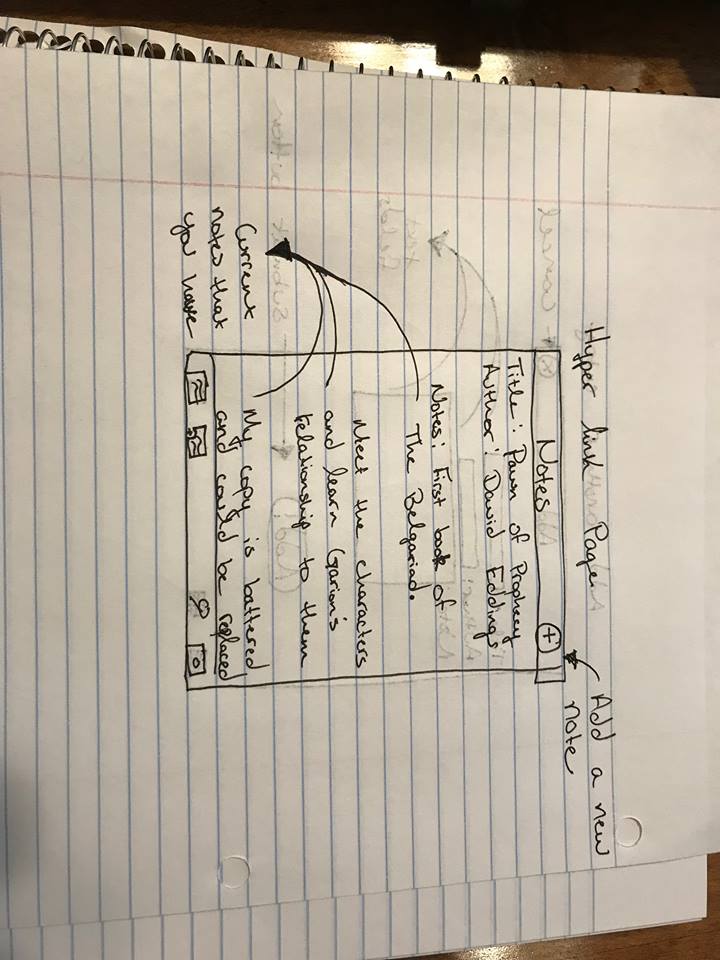 Hyper link Page
Add a new
note
Notes +
Title: Pawn of Prophecy
Author: David Eddings
Notes: First book of
The Belgariad.
Meet the characters
and learn Garion's
relationship to them
My copy is battered
and could be replaced
Current
notes that
you have